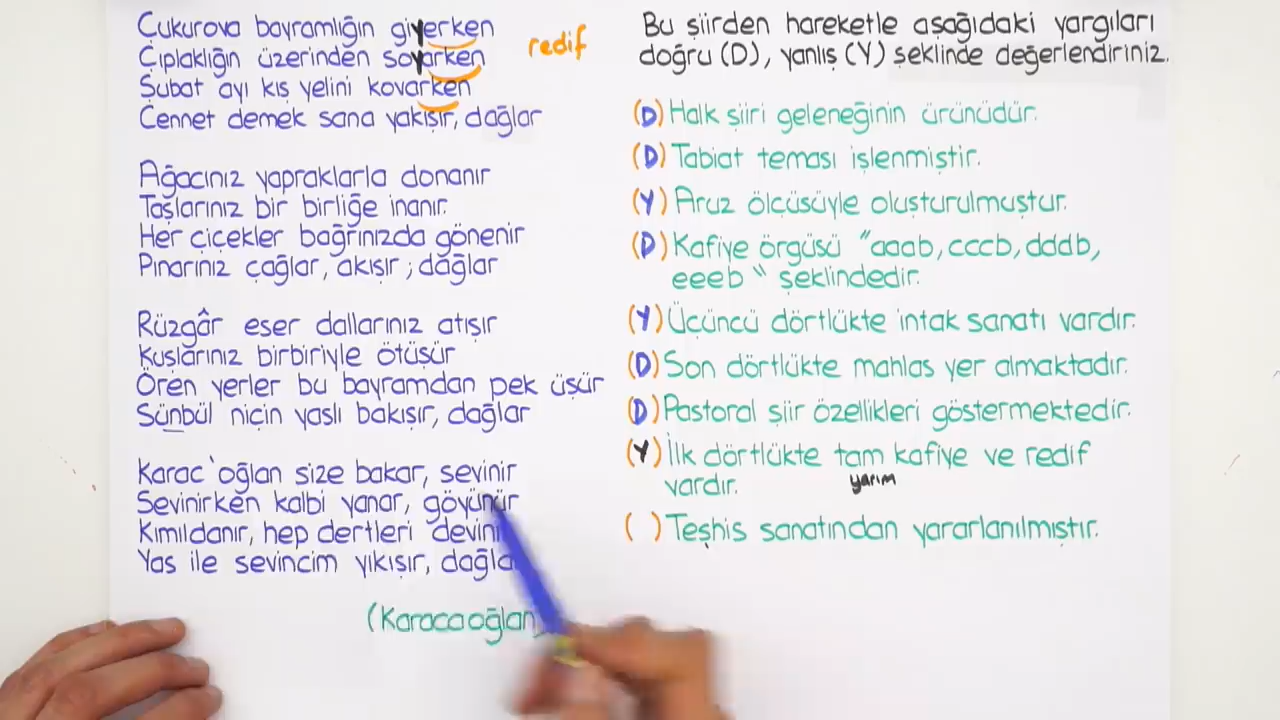 Çukurova bayramlığın giyerken
Çıplaklığın üzerinden soyarken
Şubat ayı kış yelini kovarken
Cennet demek sana yakışır, dağlar
redif
Ağacınız yapraklarla donanır
Taşlarınız bir birliğe inanır.
Her çiçekler bağrınızda gönenir
Pınarınız çağlar, akışır ; dağlar
Rüzgâr eser dallarınız atışır
Kuşlarınız birbiriyle ötüşür
Ören yerler bu bayramdan pek üşür
Sünbül niçin yaslı bakışır, dağlar
Karac'oğlan size bakar, sevinir
Sevinirken kalbi yanar, göyünür
Kımıldanır, hep dertleri
Yas ile sevincim yıkışır,
(Karacaoğlan
Bu şiirden hareketle aşağıdaki yargıları
doğru (D), yanlış (Y) şeklinde değerlendiriniz.
(D) Halk şiiri geleneğinin ürünüdür.
(D) Tabiat teması işlenmiştir.
(Y) Aruz ölçüsüyle oluşturulmuştur.
(D) Kafiye örgüsü "aaab, cccb, dddb,
eeeb" şeklindedir.
(Y) Üçüncü dörtlükte intak sanatı vardır.
(D) Son dörtlükte mahlas yer almaktadır.
(D) Pastoral şiir özellikleri göstermektedir.
(Y) İlk dörtlükte tam kafiye ve redif
vardır.
yarım
( ) Teşhis sanatından yararlanılmıştır.